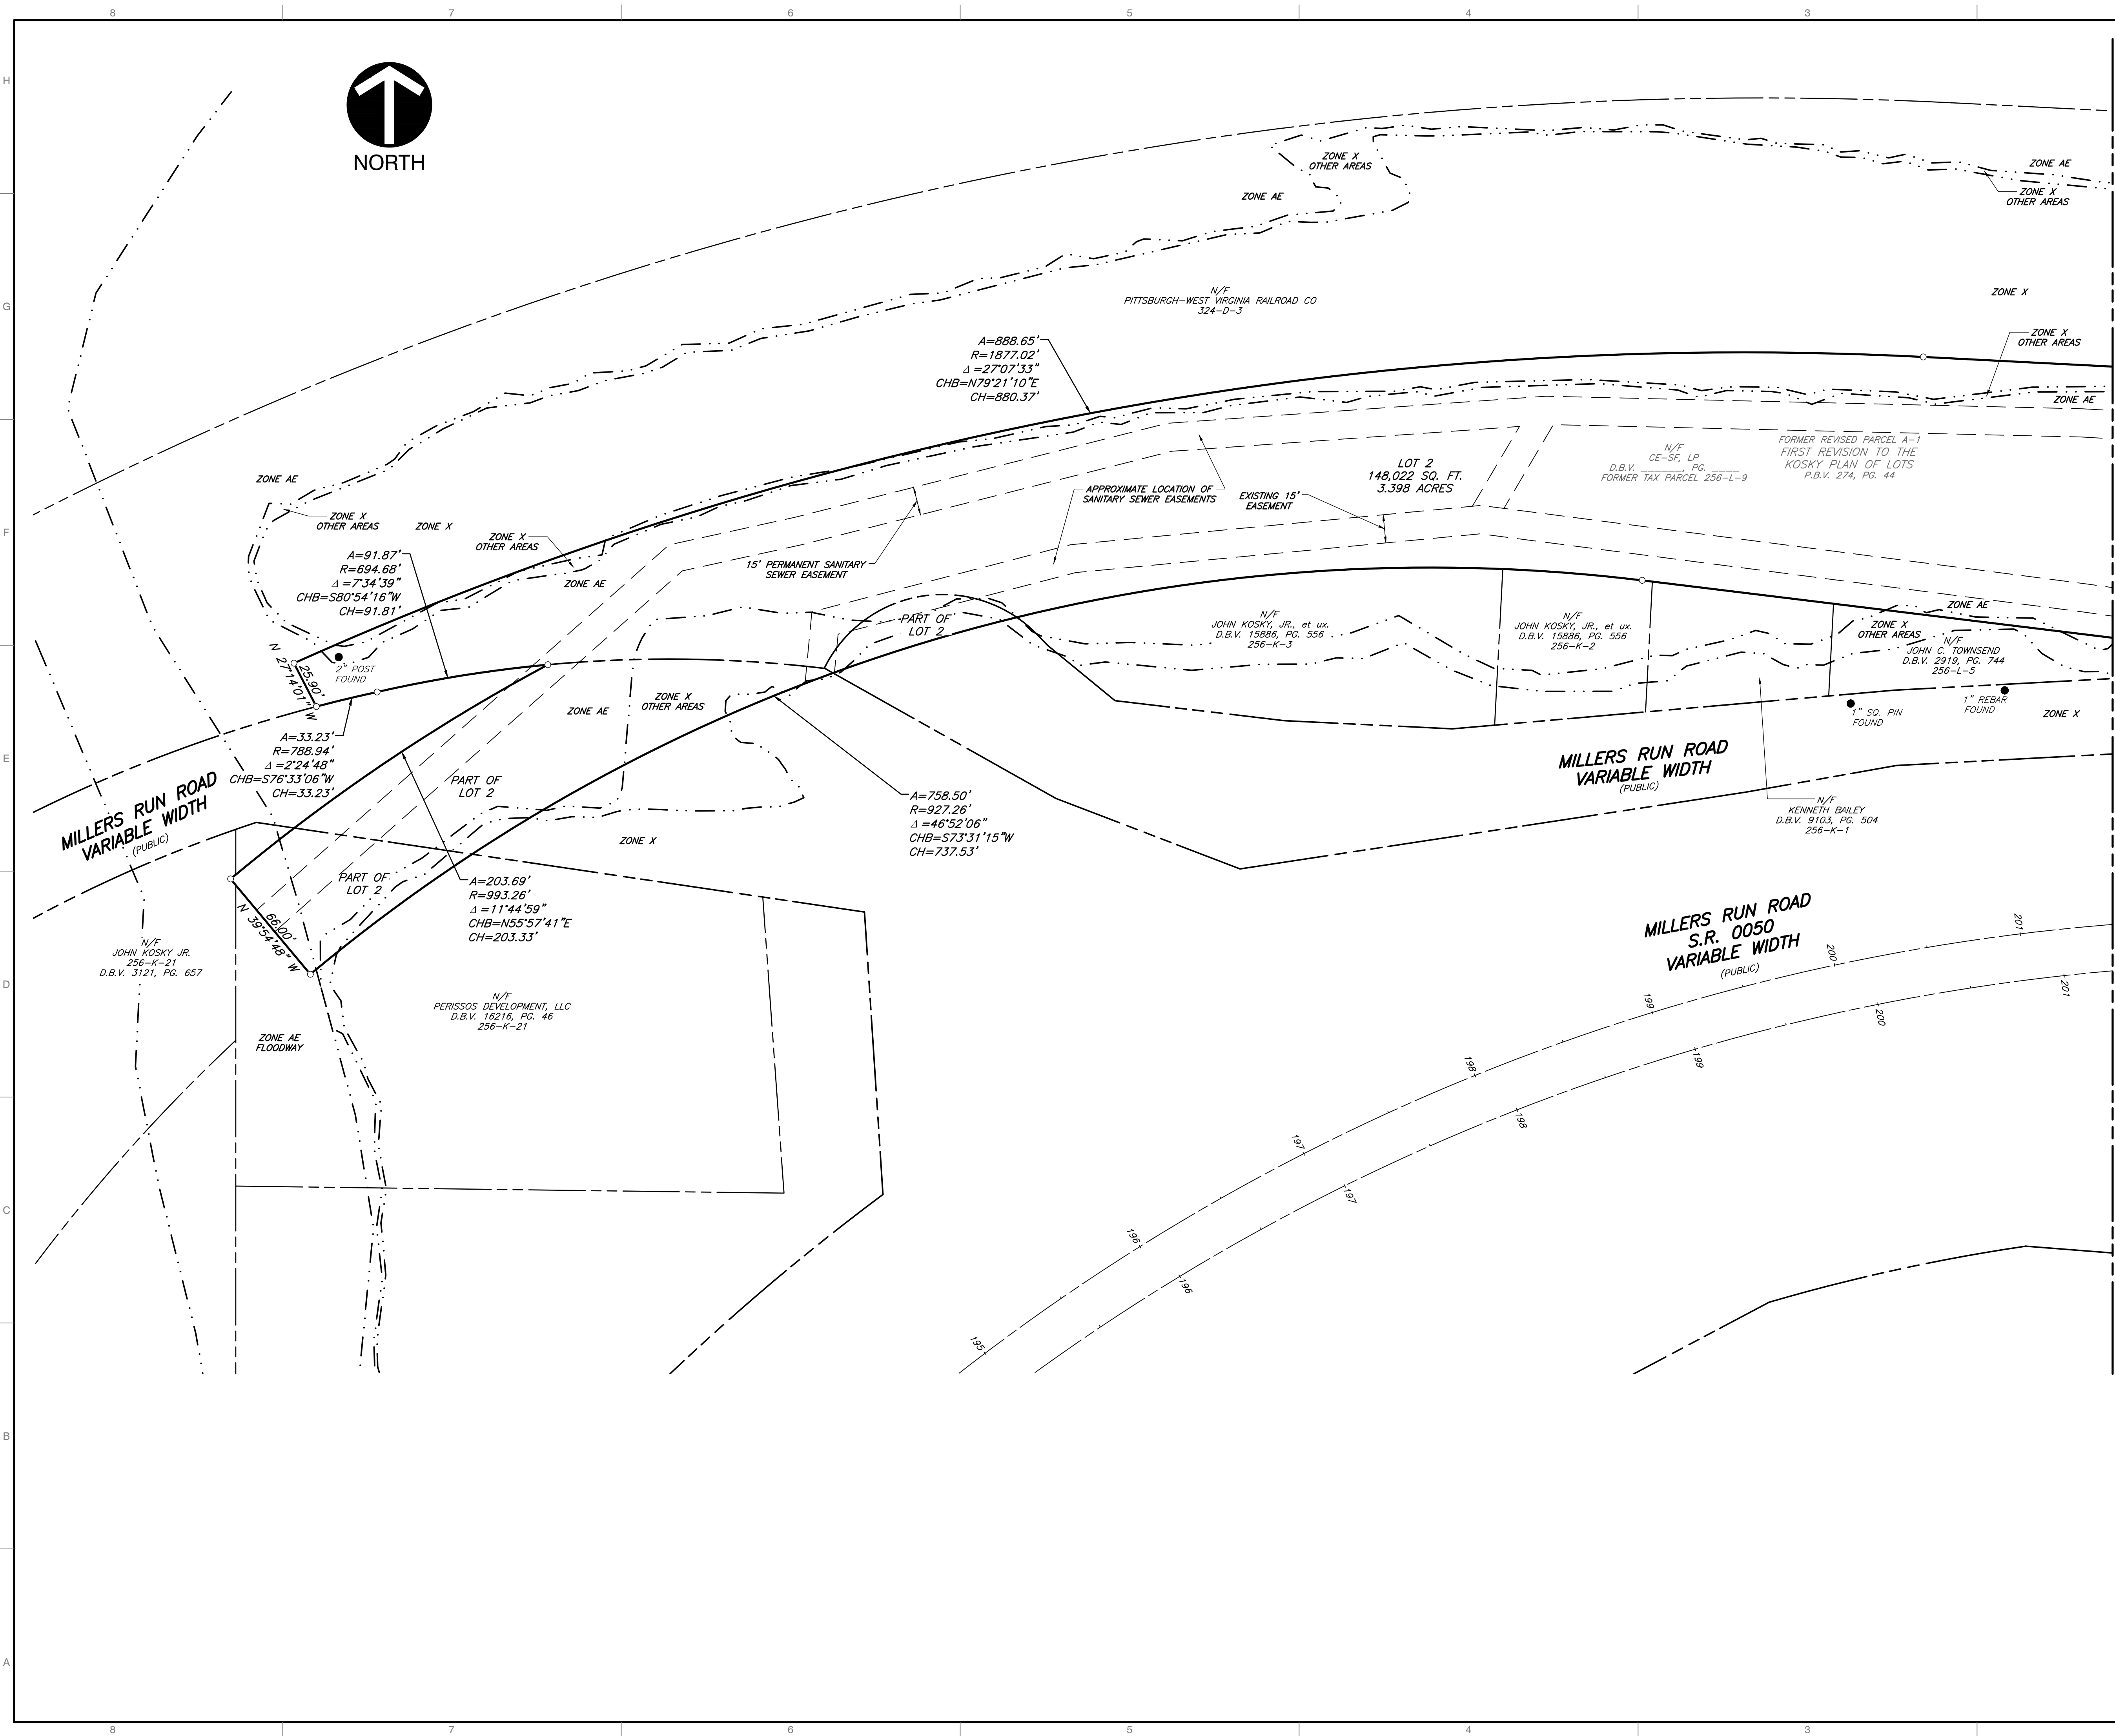 8
7
6
5
4
3
H
G
F
E
D
C
B
A
NORTH
ZONE X
OTHER AREAS
ZONE AE
ZONE AE
ZONE X
OTHER AREAS
N/F
PITTSBURGH-WEST VIRGINIA RAILROAD CO
324-D-3
ZONE X
ZONE X
OTHER AREAS
ZONE AE
A=888.65'
R=1877.02'
Δ=27°07'33"
CHB=N79°21'10"E
CH=880.37'
LOT 2
148,022 SQ. FT.
3.398 ACRES
N/F
CE-SF, LP
D.B.V. ______, PG. ____
FORMER TAX PARCEL 256-L-9
FORMER REVISED PARCEL A-1
FIRST REVISION TO THE
KOSKY PLAN OF LOTS
P.B.V. 274, PG. 44
APPROXIMATE LOCATION OF
SANITARY SEWER EASEMENTS
EXISTING 15'
EASEMENT
ZONE AE
ZONE X
OTHER AREAS
ZONE X
ZONE X
OTHER AREAS
ZONE AE
15' PERMANENT SANITARY
SEWER EASEMENT
A=91.87'
R=694.68'
Δ=7°34'39"
CHB=S80°54'16"W
CH=91.81'
N 27°14'01" W
25.90'
2" POST
FOUND
PART OF
LOT 2
N/F
JOHN KOSKY, JR., et ux.
D.B.V. 15886, PG. 556
256-K-3
N/F
JOHN KOSKY, JR., et ux.
D.B.V. 15886, PG. 556
256-K-2
ZONE AE
ZONE X
OTHER AREAS
N/F
JOHN C. TOWNSEND
D.B.V. 2919, PG. 744
256-L-5
1" SQ. PIN
FOUND
1" REBAR
FOUND
ZONE X
ZONE AE
ZONE X
OTHER AREAS
A=33.23'
R=788.94'
Δ=2°24'48"
CHB=S76°33'06"W
CH=33.23'
MILLERS RUN ROAD
VARIABLE WIDTH
(PUBLIC)
PART OF
LOT 2
A=758.50'
R=927.26'
Δ=46°52'06"
CHB=S73°31'15"W
CH=737.53'
MILLERS RUN ROAD
VARIABLE WIDTH
(PUBLIC)
N/F
KENNETH BAILEY
D.B.V. 9103, PG. 504
256-K-1
ZONE X
PART OF
LOT 2
A=203.69'
R=993.26'
Δ=11°44'59"
CHB=N55°57'41"E
CH=203.33'
66.00'
N 39°54'48" W
N/F
JOHN KOSKY JR.
256-K-21
D.B.V. 3121, PG. 657
N/F
PERISSOS DEVELOPMENT, LLC
D.B.V. 16216, PG. 46
256-K-21
ZONE AE
FLOODWAY
MILLERS RUN ROAD
S.R. 0050
VARIABLE WIDTH
(PUBLIC)
195
196
197
198
199
200
201
196
197
198
199
200
201
8
7
6
5
4
3